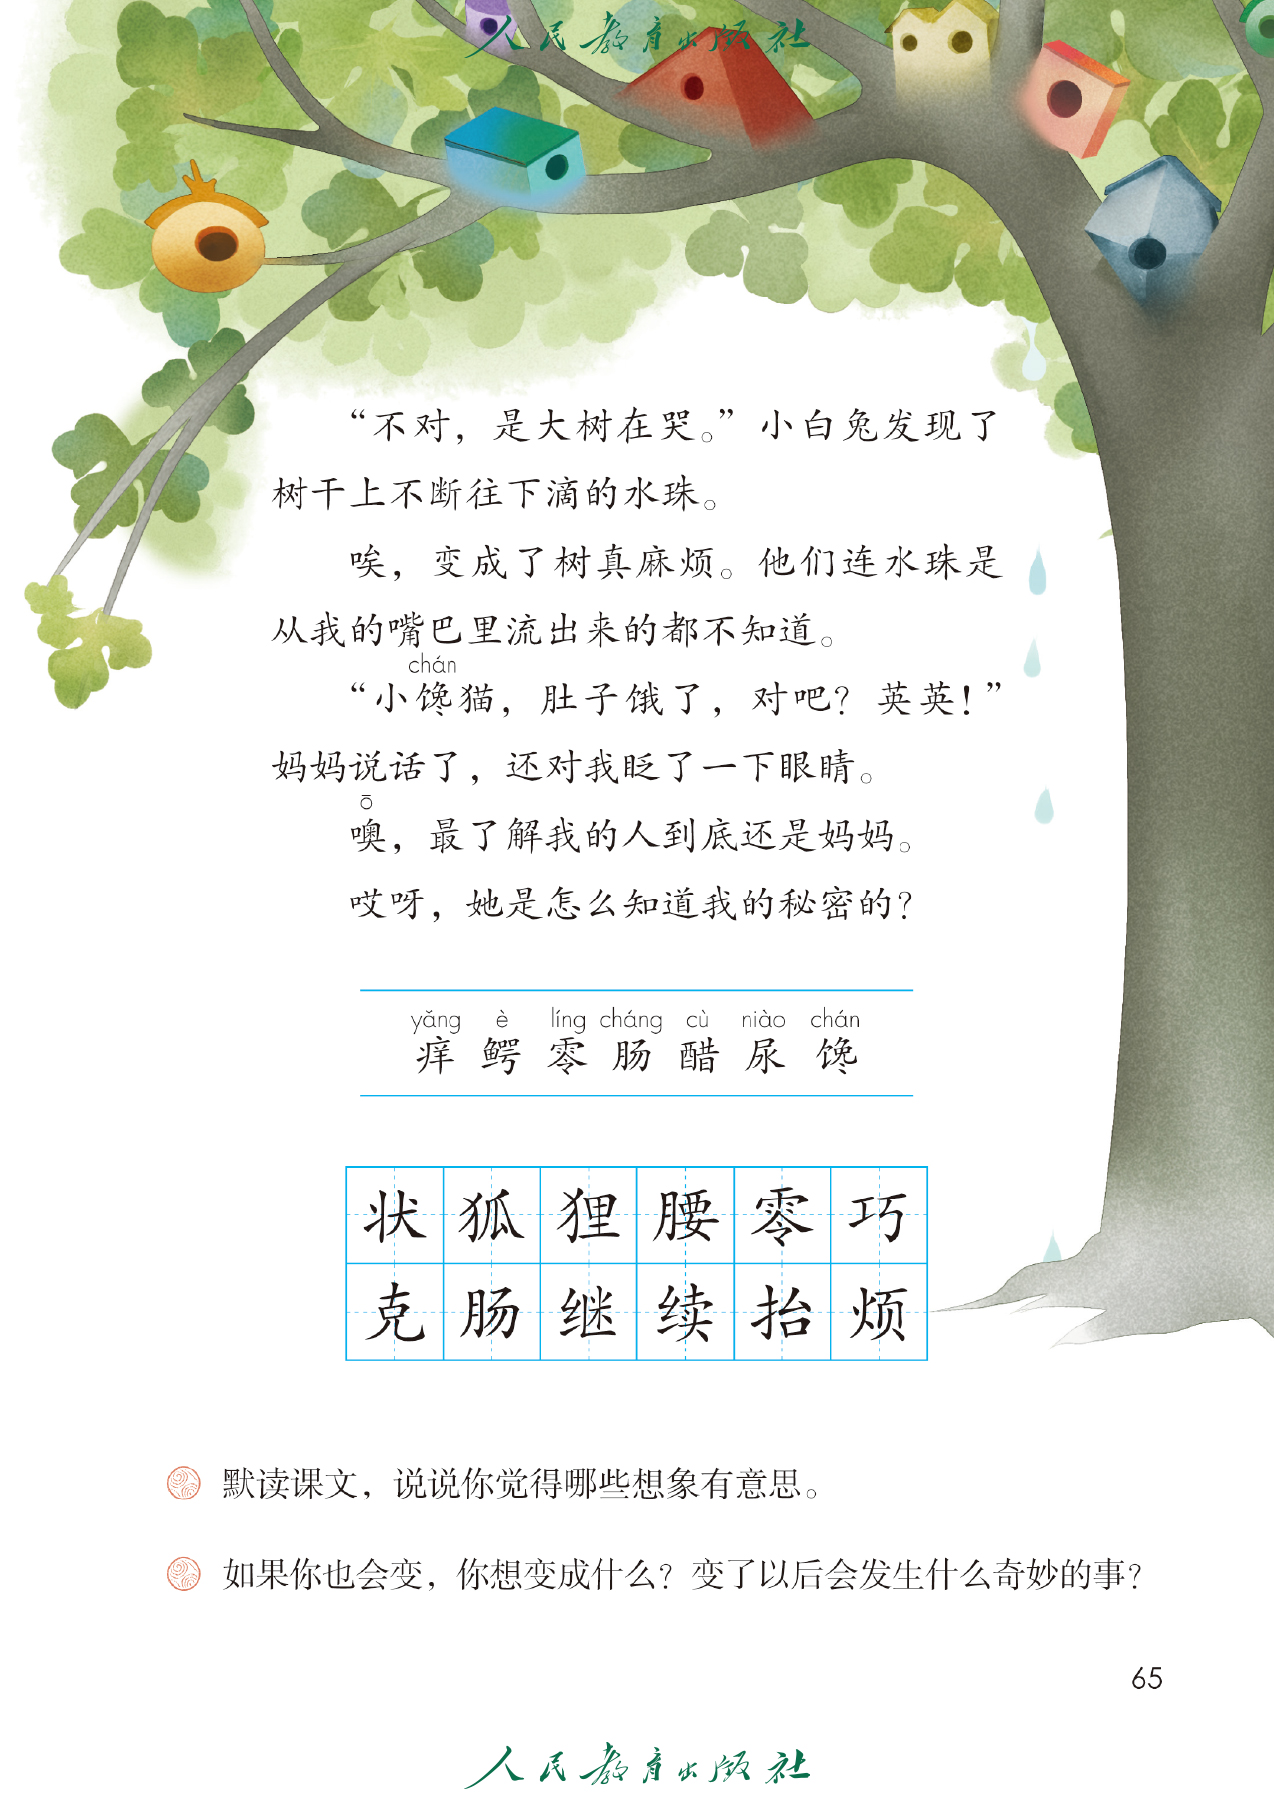 人民教育出版社
“不对，是大树在哭。”小白兔发现了
树干上不断往下滴的水珠。
唉，变成了树真麻烦。他们连水珠是
从我的嘴巴里流出来的都不知道。
chán
“小馋猫，肚子饿了，对吧？英英！”
妈妈说话了，还对我眨了一下眼睛。
ō
噢，最了解我的人到底还是妈妈。
哎呀，她是怎么知道我的秘密的？
yǎng è líng cháng cù niào chán
痒 鳄 零 肠 醋 尿 馋
状 狐 狸 腰 零 巧
克 肠 继 续 抬 烦
默读课文，说说你觉得哪些想象有意思。
如果你也会变，你想变成什么？变了以后会发生什么奇妙的事？
65
人民教育出版社